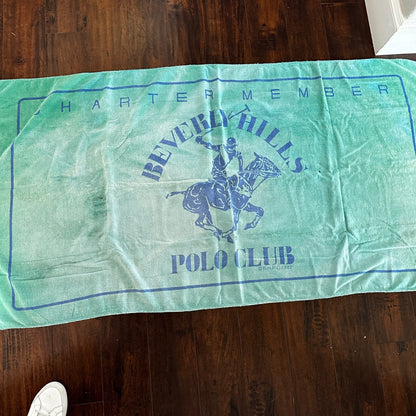 CHARTER MEMBER
BEVERLY HILLS
POLO CLUB